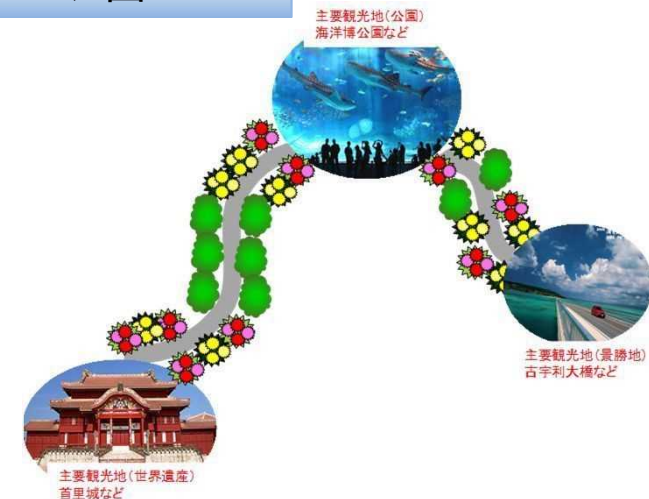 図
主要観光地(公園)
海洋博公園など
主要観光地(景勝地)
古宇利大橋など
主要観光地(世界遺産)
首里城など